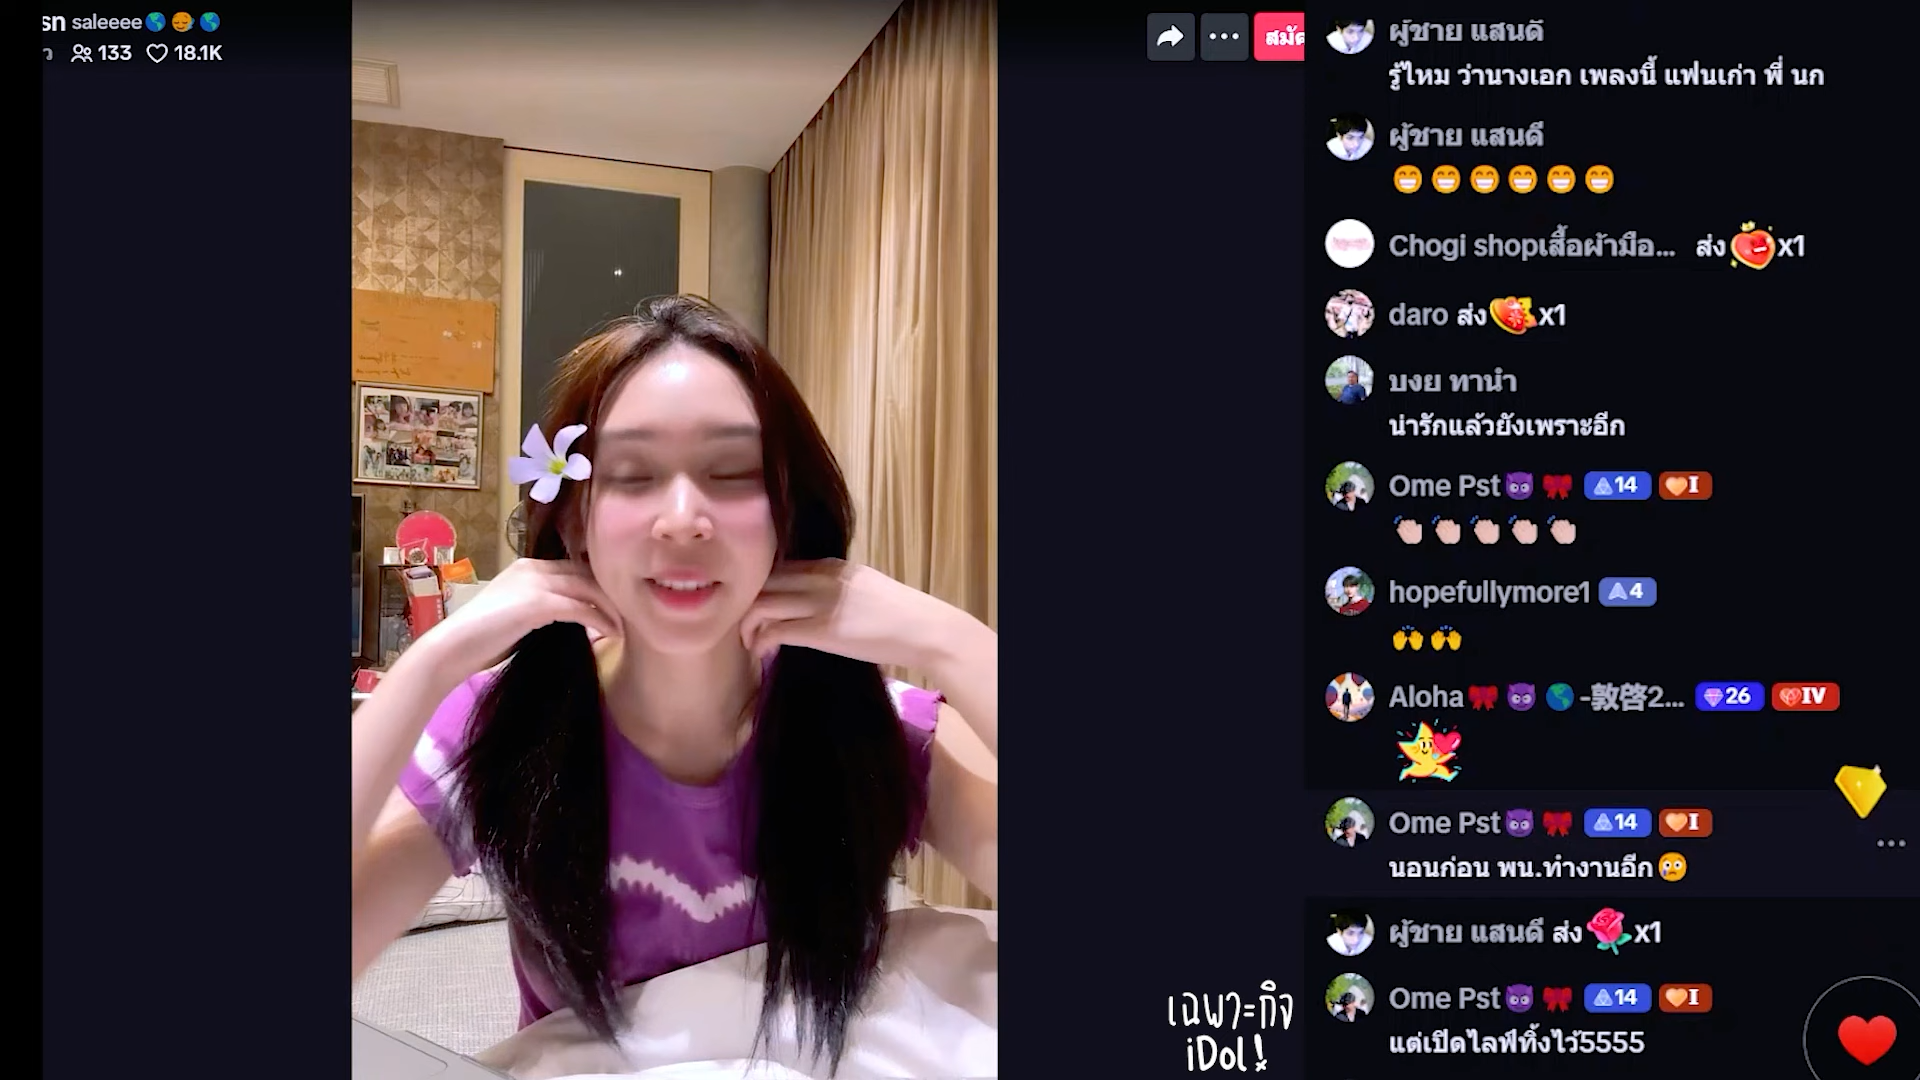 saleeee🌎😴🌎
133 18.1K
ผู้ชาย แสนดี
รู้ไหม ว่านางเอก เพลงนี้ แฟนเก่า พี่ นก
ผู้ชาย แสนดี
😁😁😁😁😁😁
Chogi shopเสื้อผ้ามือ... ส่ง x1
daro ส่ง x1
บงย ทานำ
น่ารักแล้วยังเพราะอีก
Ome Pst😈🎀 14 I
👏🏻👏🏻👏🏻👏🏻👏🏻
hopefullymore1 4
🙌🙌
Aloha🎀😈🌎-敦啓2... 26 IV
Ome Pst😈🎀 14 I
นอนก่อน พน.ทำงานอีก😢
ผู้ชาย แสนดี ส่ง x1
Ome Pst😈🎀 14 I
แต่เปิดไลฟ์ทิ้งไว้5555
เฉพาะกิจ
iDol!